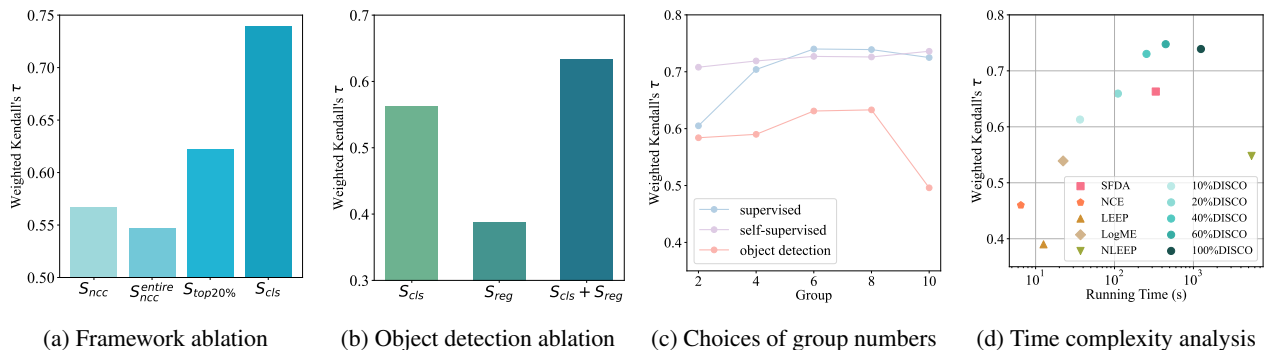 Weighted Kendall's τ
0.75
0.70
0.65
0.60
0.55
0.50
S_ncc
S_ncc^entire
S_top20%
S_cls
(a) Framework ablation
Weighted Kendall's τ
0.7
0.6
0.5
0.4
0.3
S_cls
S_reg
S_cls + S_reg
(b) Object detection ablation
Weighted Kendall's τ
0.8
0.7
0.6
0.5
0.4
supervised
self-supervised
object detection
2 4 6 8 10
Group
(c) Choices of group numbers
Weighted Kendall's τ
0.8
0.7
0.6
0.5
0.4
SFDA
NCE
LEEP
LogME
NLEEP
10%DISCO
20%DISCO
40%DISCO
60%DISCO
100%DISCO
10^1 10^2 10^3
Running Time (s)
(d) Time complexity analysis